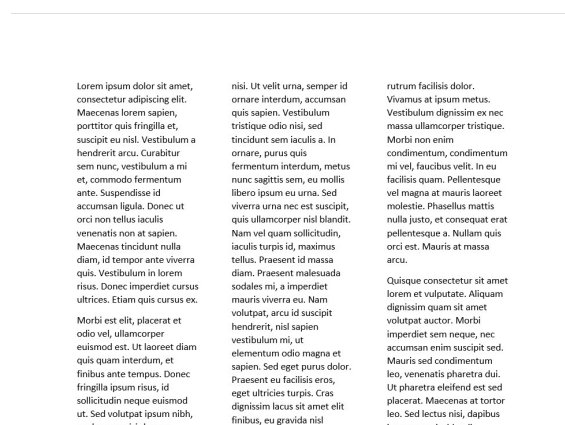 Lorem ipsum dolor sit amet,
consectetur adipiscing elit.
Maecenas lorem sapien,
porttitor quis fringilla et,
suscipit eu nisl. Vestibulum a
hendrerit arcu. Curabitur
sem nunc, vestibulum a mi
et, commodo fermentum
ante. Suspendisse id
accumsan ligula. Donec ut
orci non tellus iaculis
venenatis non at sapien.
Maecenas tincidunt nulla
diam, id tempor ante viverra
quis. Vestibulum in lorem
risus. Donec imperdiet cursus
ultrices. Etiam quis cursus ex.
Morbi est elit, placerat et
odio vel, ullamcorper
euismod est. Ut laoreet diam
quis quam interdum, et
finibus ante tempus. Donec
fringilla ipsum risus, id
sollicitudin neque euismod
ut. Sed volutpat ipsum nibh,
nisi. Ut velit urna, semper id
ornare interdum, accumsan
quis sapien. Vestibulum
tristique odio nisi, sed
tincidunt sem iaculis a. In
ornare, purus quis
fermentum interdum, metus
nunc sagittis sem, eu mollis
libero ipsum eu urna. Sed
viverra urna nec est suscipit,
quis ullamcorper nisl blandit.
Nam vel quam sollicitudin,
iaculis turpis id, maximus
tellus. Praesent id massa
diam. Praesent malesuada
sodales mi, a imperdiet
mauris viverra eu. Nam
volutpat, arcu id suscipit
hendrerit, nisl sapien
vestibulum mi, ut
elementum odio magna et
sapien. Sed eget purus dolor.
Praesent eu facilisis eros,
eget ultricies turpis. Cras
dignissim lacus sit amet elit
finibus, eu gravida nisl
rutrum facilisis dolor.
Vivamus at ipsum metus.
Vestibulum dignissim ex nec
massa ullamcorper tristique.
Morbi non enim
condimentum, condimentum
mi vel, faucibus velit. In eu
facilisis quam. Pellentesque
vel magna at mauris laoreet
molestie. Phasellus mattis
nulla justo, et consequat erat
pellentesque a. Nullam quis
orci est. Mauris at massa
arcu.
Quisque consectetur sit amet
lorem et vulputate. Aliquam
dignissim quam sit amet
volutpat auctor. Morbi
imperdiet sem neque, nec
accumsan enim suscipit sed.
Mauris sed condimentum
leo, venenatis pharetra dui.
Ut pharetra eleifend est sed
placerat. Maecenas at tortor
leo. Sed lectus nisi, dapibus